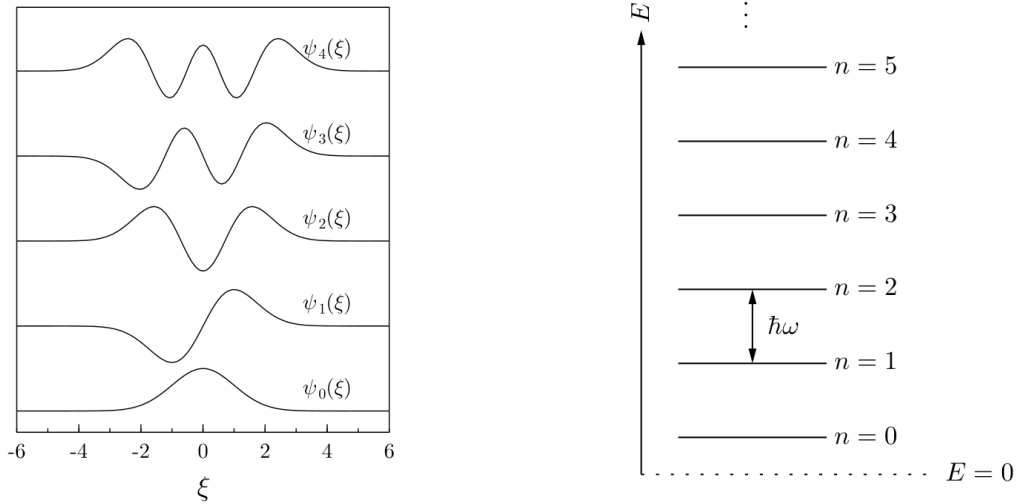 ψ₄(ξ)
ψ₃(ξ)
ψ₂(ξ)
ψ₁(ξ)
ψ₀(ξ)
-6 -4 -2 0 2 4 6
ξ
E
n = 5
n = 4
n = 3
n = 2
ℏω
n = 1
n = 0
E = 0